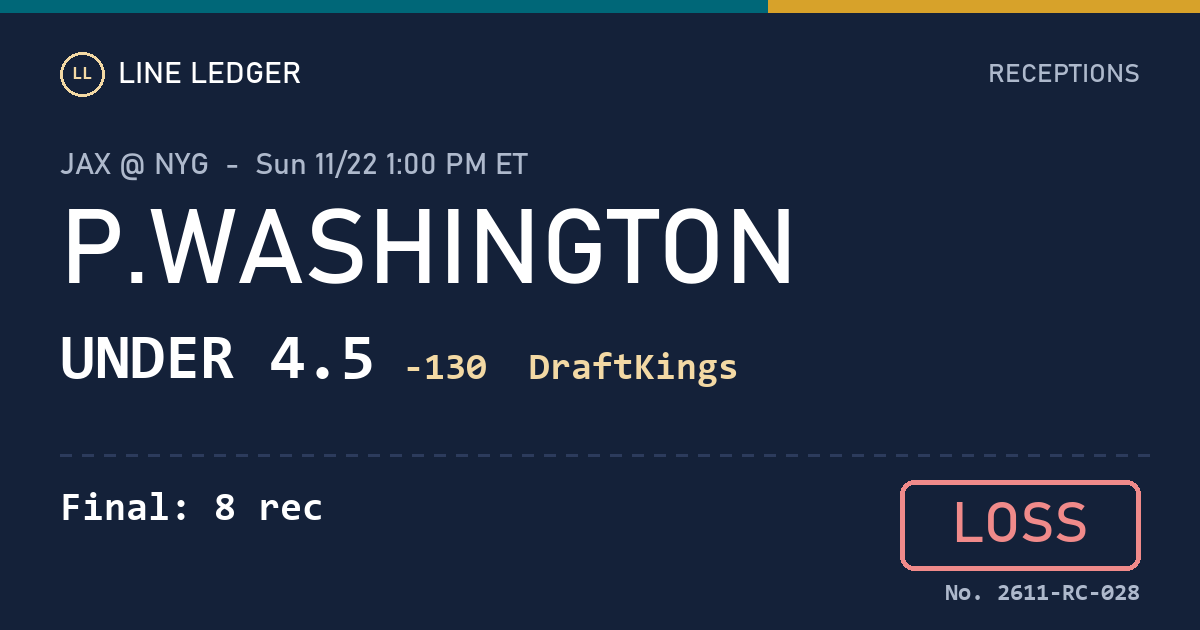 LL LINE LEDGER RECEPTIONS
JAX @ NYG - Sun 11/22 1:00 PM ET
P.WASHINGTON
UNDER 4.5 -130 DraftKings
Final: 8 rec LOSS
No. 2611-RC-028